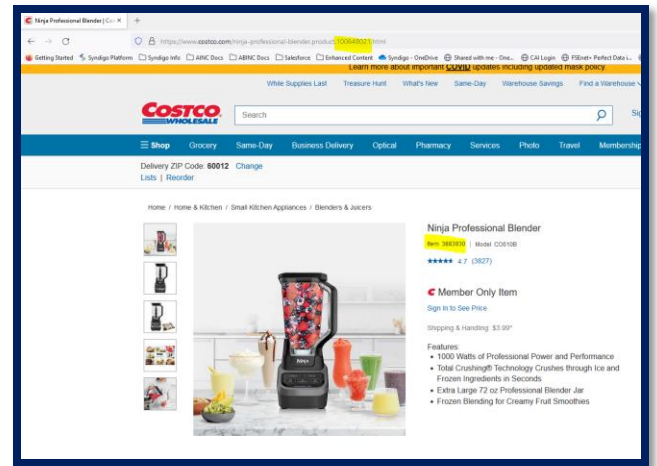 Ninja Professional Blender | Cos ×
https://www.costco.com/ninja-professional-blender.product.100649021.html
Getting Started Syndigo Platform Syndigo Info AINC Docs ABINC Docs Salesforce Enhanced Content Syndigo - OneDrive Shared with me - One... CAI Login FSEnet+ Perfect Data i...
Learn more about important COVID updates including updated mask policy
While Supplies Last Treasure Hunt What's New Same-Day Warehouse Savings Find a Warehouse
COSTCO
WHOLESALE
Search
Shop Grocery Same-Day Business Delivery Optical Pharmacy Services Photo Travel Membership
Delivery ZIP Code: 60012 Change
Lists | Reorder
Home / Home & Kitchen / Small Kitchen Appliances / Blenders & Juicers
Ninja Professional Blender
Item 3883930 | Model CO610B
4.7 (3827)
Member Only Item
Sign In to See Price
Shipping & Handling $3.99*
Features:
• 1000 Watts of Professional Power and Performance
• Total Crushing® Technology Crushes through Ice and
Frozen Ingredients in Seconds
• Extra Large 72 oz Professional Blender Jar
• Frozen Blending for Creamy Fruit Smoothies
NINJA